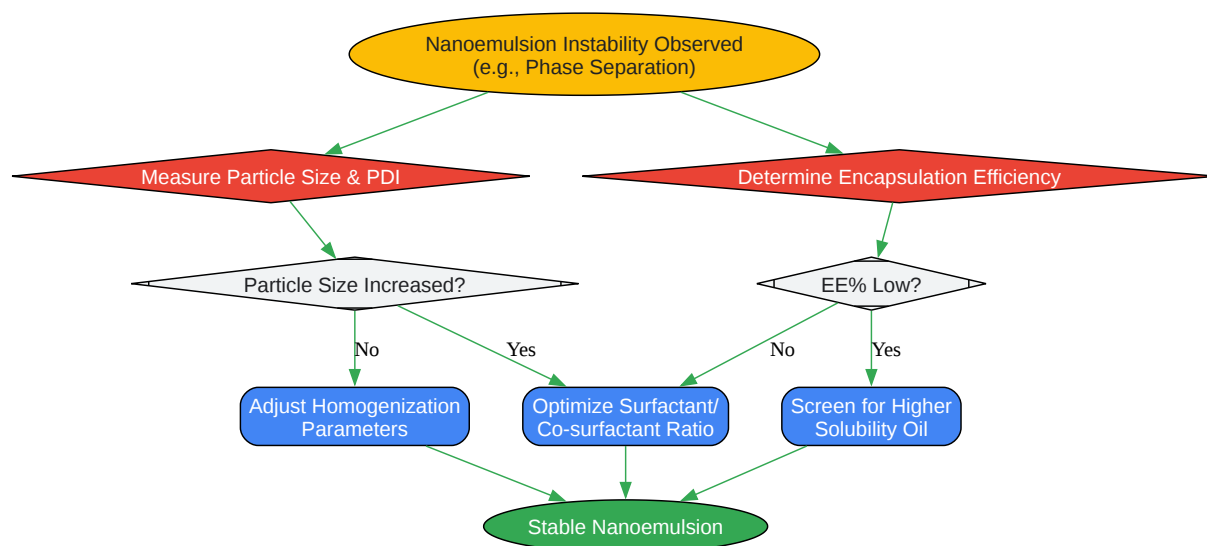 Nanoemulsion Instability Observed
(e.g., Phase Separation)
Measure Particle Size & PDI
Determine Encapsulation Efficiency
Particle Size Increased?
EE% Low?
No
Yes
No
Yes
Adjust Homogenization
Parameters
Optimize Surfactant/
Co-surfactant Ratio
Screen for Higher
Solubility Oil
Stable Nanoemulsion